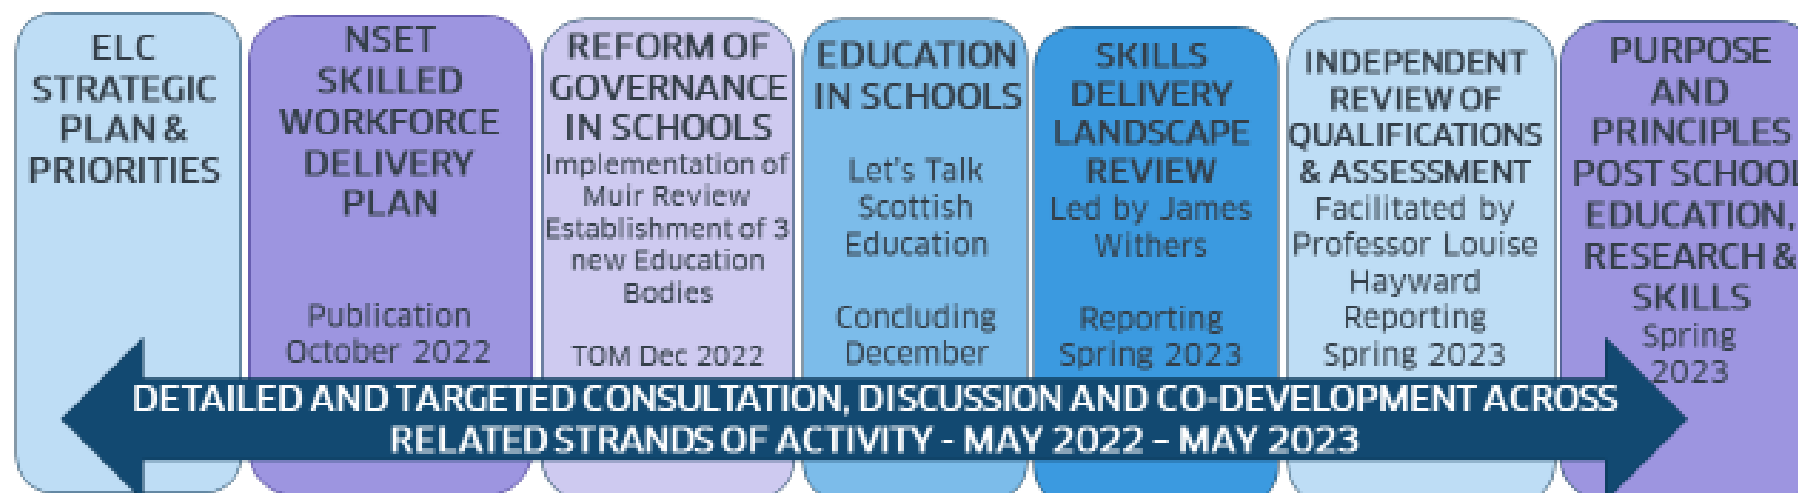 ELC
STRATEGIC
PLAN &
PRIORITIES
NSET
SKILLED
WORKFORCE
DELIVERY
PLAN
Publication
October 2022
REFORM OF
GOVERNANCE
IN SCHOOLS
Implementation of
Muir Review
Establishment of 3
new Education
Bodies
TOM Dec 2022
EDUCATION
IN SCHOOLS
Let's Talk
Scottish
Education
Concluding
December
SKILLS
DELIVERY
LANDSCAPE
REVIEW
Led by James
Withers
Reporting
Spring 2023
INDEPENDENT
REVIEW OF
QUALIFICATIONS
& ASSESSMENT
Facilitated by
Professor Louise
Hayward
Reporting
Spring 2023
PURPOSE
AND
PRINCIPLES
POST SCHOOL
EDUCATION,
RESEARCH &
SKILLS
Spring
2023
DETAILED AND TARGETED CONSULTATION, DISCUSSION AND CO-DEVELOPMENT ACROSS
RELATED STRANDS OF ACTIVITY - MAY 2022 – MAY 2023